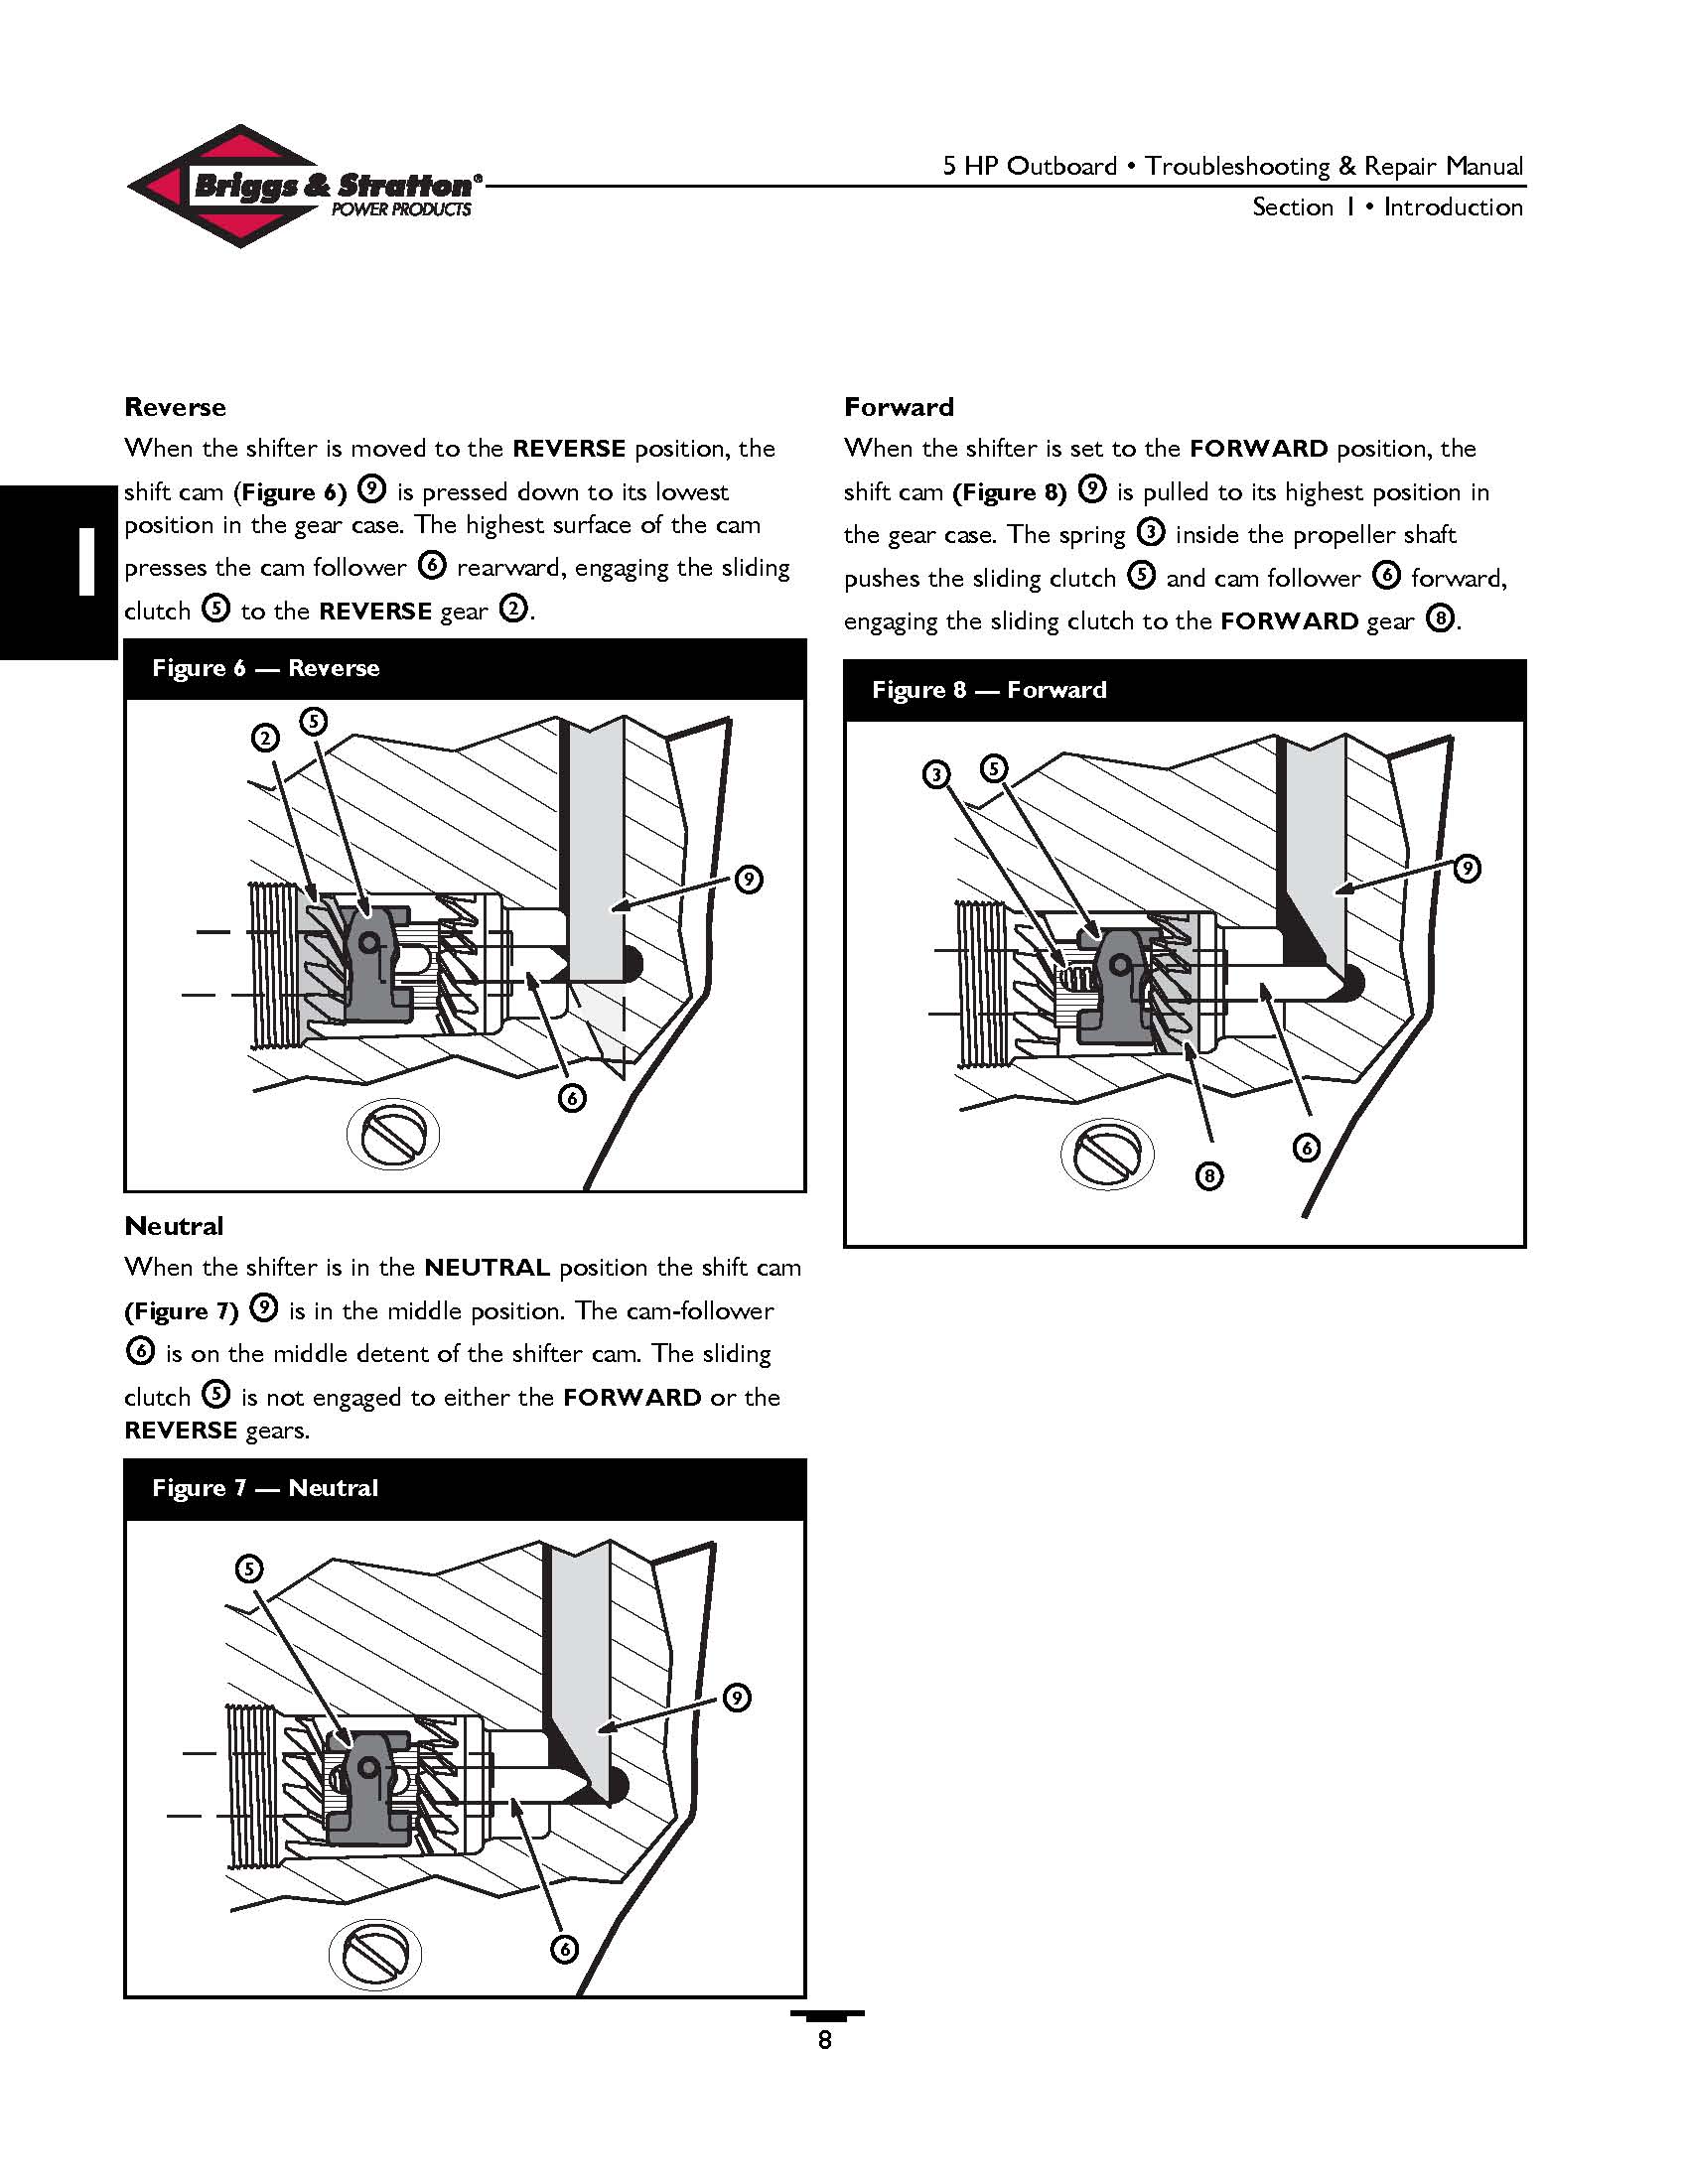 Briggs & Stratton®
POWER PRODUCTS
5 HP Outboard • Troubleshooting & Repair Manual
Section 1 • Introduction
1
Reverse
When the shifter is moved to the REVERSE position, the
shift cam (Figure 6) ⑨ is pressed down to its lowest
position in the gear case. The highest surface of the cam
presses the cam follower ⑥ rearward, engaging the sliding
clutch ⑤ to the REVERSE gear ②.
Figure 6 — Reverse
②
⑤
⑨
⑥
Neutral
When the shifter is in the NEUTRAL position the shift cam
(Figure 7) ⑨ is in the middle position. The cam-follower
⑥ is on the middle detent of the shifter cam. The sliding
clutch ⑤ is not engaged to either the FORWARD or the
REVERSE gears.
Figure 7 — Neutral
⑤
⑨
⑥
Forward
When the shifter is set to the FORWARD position, the
shift cam (Figure 8) ⑨ is pulled to its highest position in
the gear case. The spring ③ inside the propeller shaft
pushes the sliding clutch ⑤ and cam follower ⑥ forward,
engaging the sliding clutch to the FORWARD gear ⑧.
Figure 8 — Forward
③
⑤
⑨
⑥
⑧
8